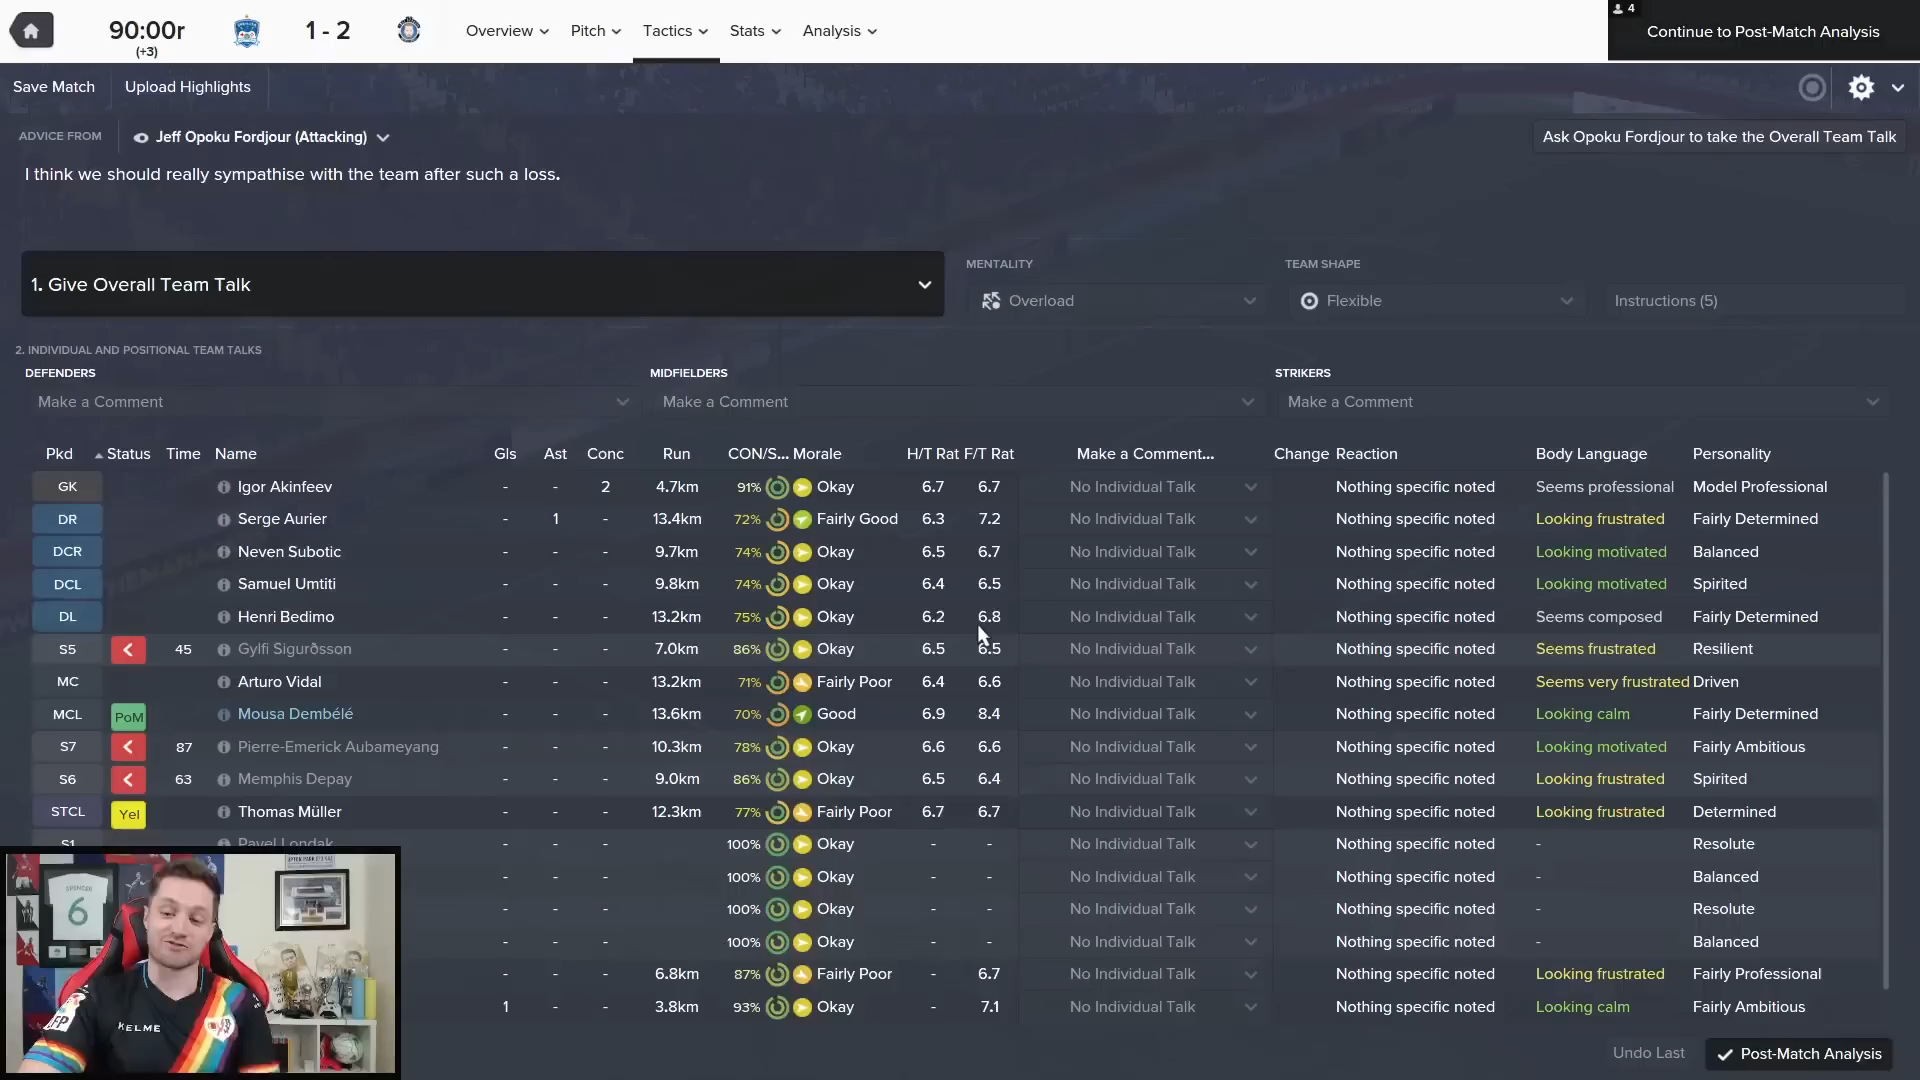 90:00r
(+3)
1 - 2
Overview
Pitch
Tactics
Stats
Analysis
4
Continue to Post-Match Analysis
Save Match
Upload Highlights
ADVICE FROM
Jeff Opoku Fordjour (Attacking)
Ask Opoku Fordjour to take the Overall Team Talk
I think we should really sympathise with the team after such a loss.
1. Give Overall Team Talk
MENTALITY
Overload
TEAM SHAPE
Flexible
Instructions (5)
2. INDIVIDUAL AND POSITIONAL TEAM TALKS
DEFENDERS
MIDFIELDERS
STRIKERS
Make a Comment
Make a Comment
Make a Comment
Pkd Status Time Name Gls Ast Conc Run CON/S... Morale H/T Rat F/T Rat Make a Comment... Change Reaction Body Language Personality
GK Igor Akinfeev - - 2 4.7km 91% Okay 6.7 6.7 No Individual Talk Nothing specific noted Seems professional Model Professional
DR Serge Aurier - 1 - 13.4km 72% Fairly Good 6.3 7.2 No Individual Talk Nothing specific noted Looking frustrated Fairly Determined
DCR Neven Subotic - - - 9.7km 74% Okay 6.5 6.7 No Individual Talk Nothing specific noted Looking motivated Balanced
DCL Samuel Umtiti - - - 9.8km 74% Okay 6.4 6.5 No Individual Talk Nothing specific noted Looking motivated Spirited
DL Henri Bedimo - - - 13.2km 75% Okay 6.2 6.8 No Individual Talk Nothing specific noted Seems composed Fairly Determined
S5 45 Gylfi Sigurðsson - - - 7.0km 86% Okay 6.5 6.5 No Individual Talk Nothing specific noted Seems frustrated Resilient
MC Arturo Vidal - - - 13.2km 71% Fairly Poor 6.4 6.6 No Individual Talk Nothing specific noted Seems very frustrated Driven
MCL PoM Mousa Dembélé - - - 13.6km 70% Good 6.9 8.4 No Individual Talk Nothing specific noted Looking calm Fairly Determined
S7 87 Pierre-Emerick Aubameyang - - - 10.3km 78% Okay 6.6 6.6 No Individual Talk Nothing specific noted Looking motivated Fairly Ambitious
S6 63 Memphis Depay - - - 9.0km 86% Okay 6.5 6.4 No Individual Talk Nothing specific noted Looking frustrated Spirited
STCL Yel Thomas Müller - - - 12.3km 77% Fairly Poor 6.7 6.7 No Individual Talk Nothing specific noted Looking frustrated Determined
S1 Pavel Londak - - - 100% Okay - - No Individual Talk Nothing specific noted - Resolute
- - - 100% Okay - - No Individual Talk Nothing specific noted - Balanced
- - - 100% Okay - - No Individual Talk Nothing specific noted - Resolute
- - - 100% Okay - - No Individual Talk Nothing specific noted - Balanced
- - - 6.8km 87% Fairly Poor - 6.7 No Individual Talk Nothing specific noted Looking frustrated Fairly Professional
1 - - 3.8km 93% Okay - 7.1 No Individual Talk Nothing specific noted Looking calm Fairly Ambitious
SPENCER
6
KELME
Undo Last
Post-Match Analysis